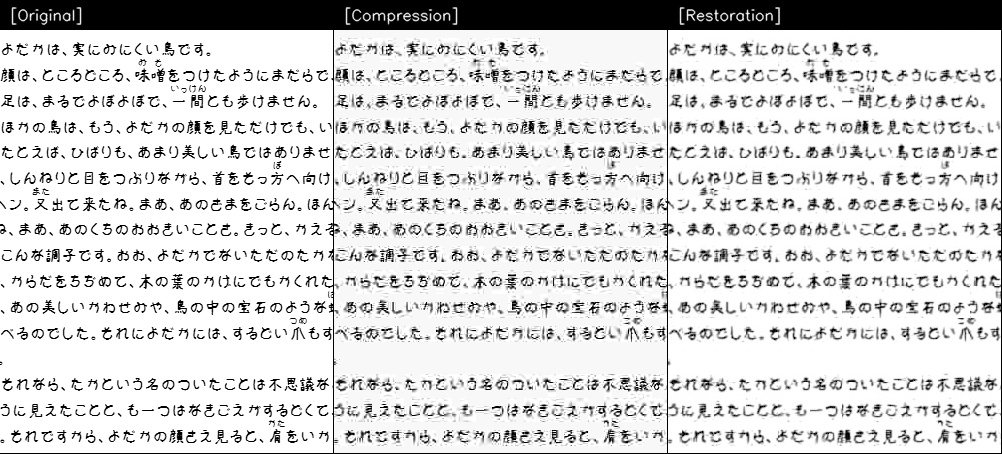 [Original]
よだかは、実にみにくい鳥です。
みそ
顔は、ところどころ、味噌をつけたようにまだらで、
いっけん
足は、まるでよぼよぼで、一間とも歩けません。
ほかの鳥は、もう、よだかの顔を見ただけでも、い
たとえば、ひばりも、あまり美しい鳥ではありませ
ぽ
、しんねりと目をつぶりながら、首をそっ方へ向け
また
ン。又出て来たね。まあ、あのざまをごらん。ほん
ね、まあ、あのくちのおおきいことさ。きっと、かえる
こんな調子です。おお、よだかでないただのたか
、からだをちぢめて、木の葉のかげにでもかくれた
、あの美しいかわせみや、鳥の中の宝石のような
つめ
べるのでした。それによだかには、するどい爪もす
。
それなら、たかという名のついたことは不思議な
うに見えたことと、も一つはなきごえがするどくて、
かた
。それですから、よだかの顔さえ見ると、肩をいか
[Compression]
よだかは、実にみにくい鳥です。
みそ
顔は、ところどころ、味噌をつけたようにまだらで、
いっけん
足は、まるでよぼよぼで、一間とも歩けません。
ほかの鳥は、もう、よだかの顔を見ただけでも、い
たとえば、ひばりも、あまり美しい鳥ではありませ
ぽ
、しんねりと目をつぶりながら、首をそっ方へ向け
また
ン。又出て来たね。まあ、あのざまをごらん。ほん
、まあ、あのくちのおおきいことさ。きっと、かえる
こんな調子です。おお、よだかでないただのたか
、からだをちぢめて、木の葉のかげにでもかくれた
、あの美しいかわせみや、鳥の中の宝石のような
つめ
べるのでした。それによだかには、するどい爪もす
。
それなら、たかという名のついたことは不思議な
うに見えたことと、も一つはなきごえがするどくて、
かた
。それですから、よだかの顔さえ見ると、肩をいか
[Restoration]
よだかは、実にみにくい鳥です。
みそ
顔は、ところどころ、味噌をつけたようにまだらで、
いっけん
足は、まるでよぼよぼで、一間とも歩けません。
ほかの鳥は、もう、よだかの顔を見ただけでも、い
たとえば、ひばりも、あまり美しい鳥ではありませ
ぽ
、しんねりと目をつぶりながら、首をそっ方へ向け
また
ン。又出て来たね。まあ、あのざまをごらん。ほん
、まあ、あのくちのおおきいことさ。きっと、かえる
こんな調子です。おお、よだかでないただのたか
、からだをちぢめて、木の葉のかげにでもかくれた
、あの美しいかわせみや、鳥の中の宝石のような
つめ
べるのでした。それによだかには、するどい爪もす
。
それなら、たかという名のついたことは不思議な
うに見えたことと、も一つはなきごえがするどくて、
かた
。それですから、よだかの顔さえ見ると、肩をいか